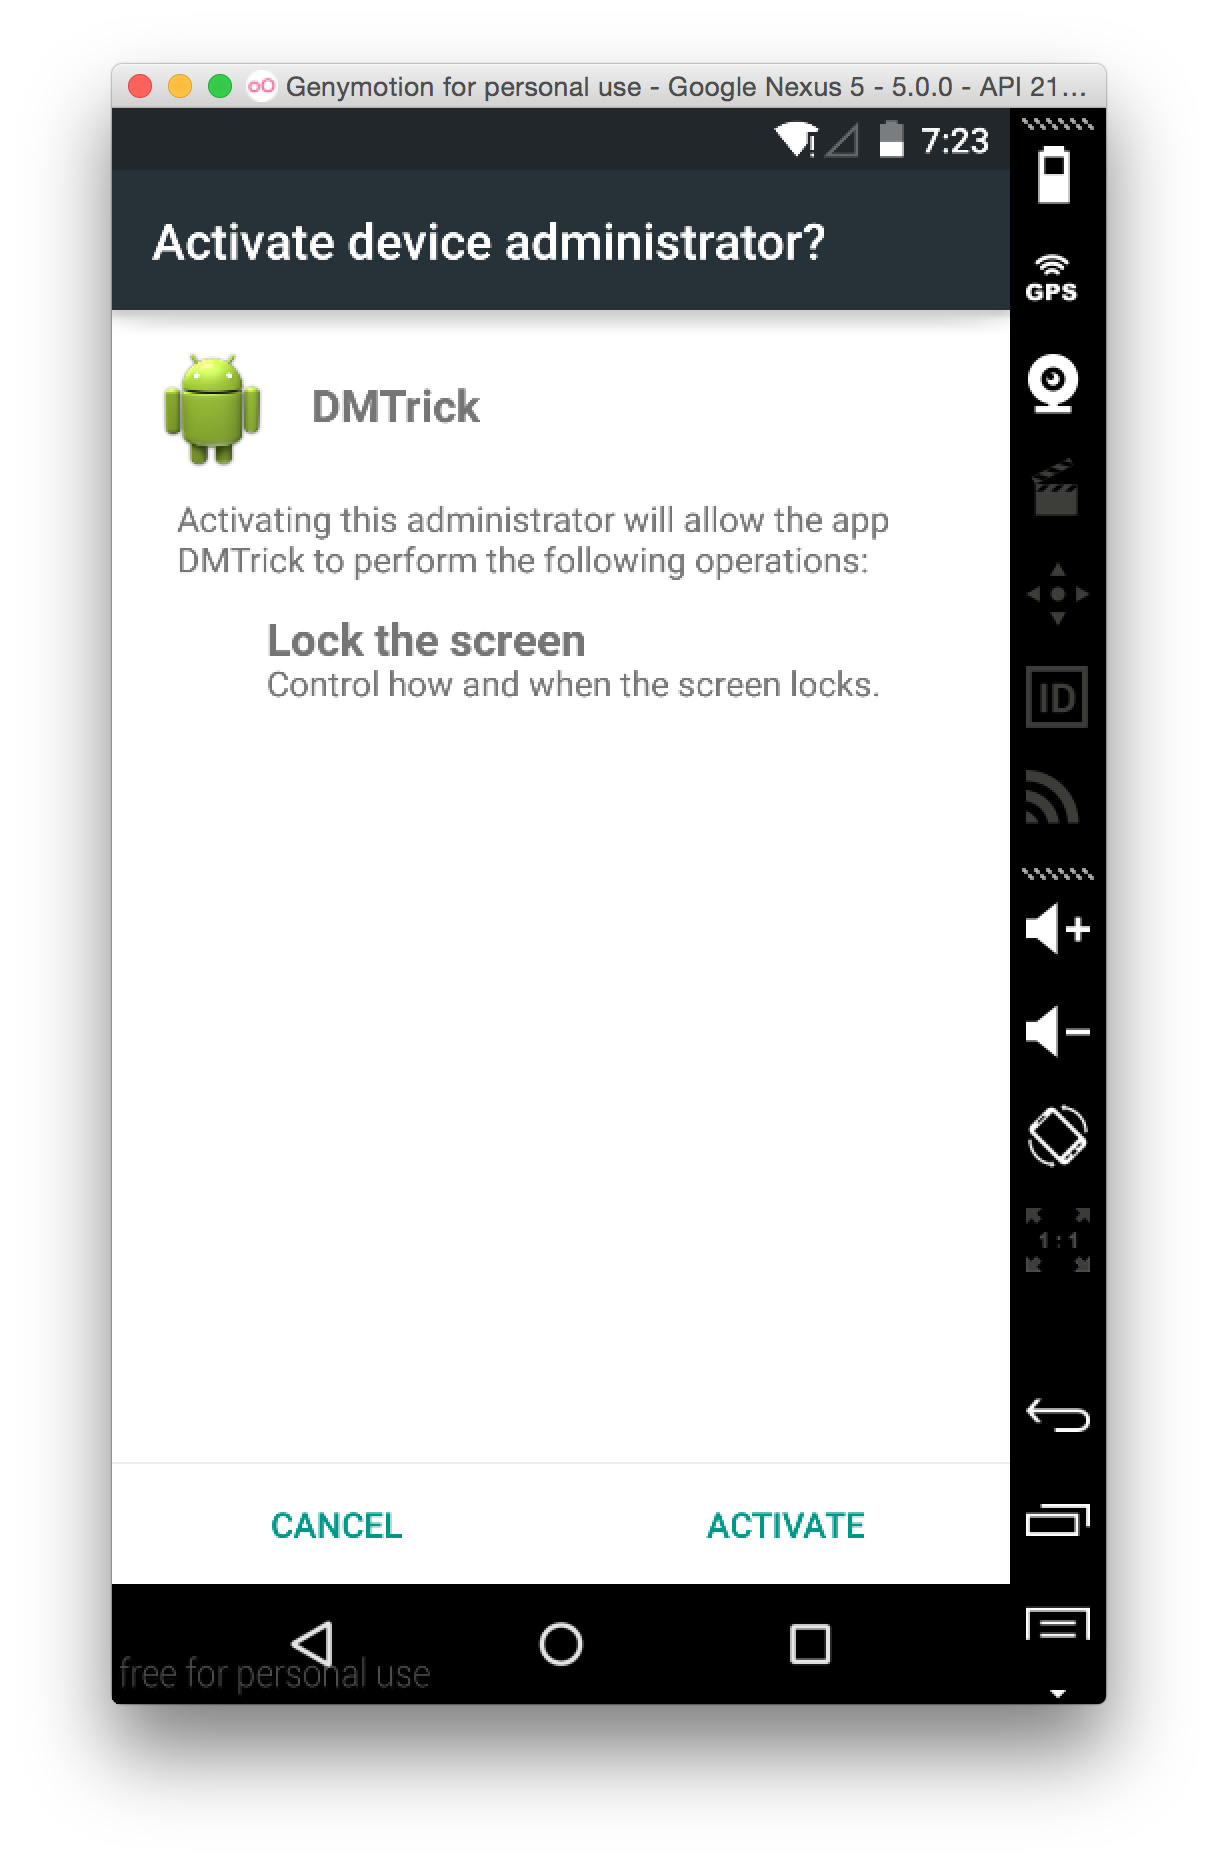 Genymotion for personal use - Google Nexus 5 - 5.0.0 - API 21...
7:23
Activate device administrator?
GPS
DMTrick
Activating this administrator will allow the app
DMTrick to perform the following operations:
Lock the screen
Control how and when the screen locks.
ID
1:1
CANCEL
ACTIVATE
free for personal use